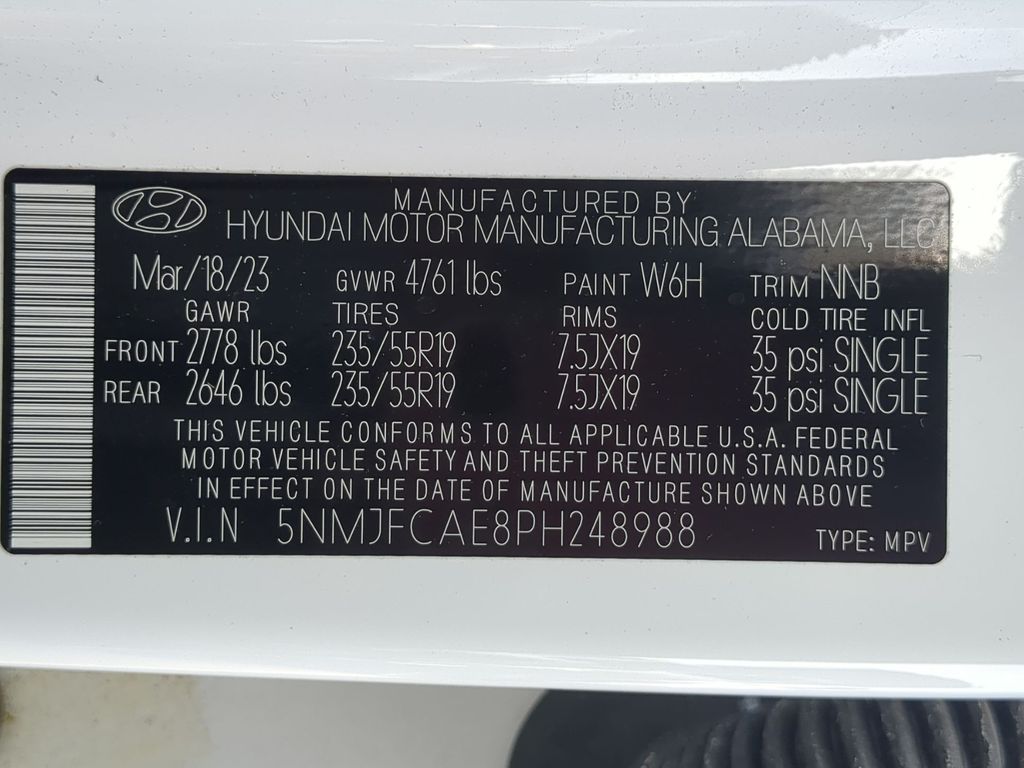 MANUFACTURED BY
HYUNDAI MOTOR MANUFACTURING ALABAMA, LLC
Mar/18/23 GVWR 4761 lbs PAINT W6H TRIM NNB
GAWR TIRES RIMS COLD TIRE INFL
FRONT 2778 lbs 235/55R19 7.5JX19 35 psi SINGLE
REAR 2646 lbs 235/55R19 7.5JX19 35 psi SINGLE
THIS VEHICLE CONFORMS TO ALL APPLICABLE U.S.A. FEDERAL
MOTOR VEHICLE SAFETY AND THEFT PREVENTION STANDARDS
IN EFFECT ON THE DATE OF MANUFACTURE SHOWN ABOVE
V.I.N 5NMJFCAE8PH248988 TYPE: MPV